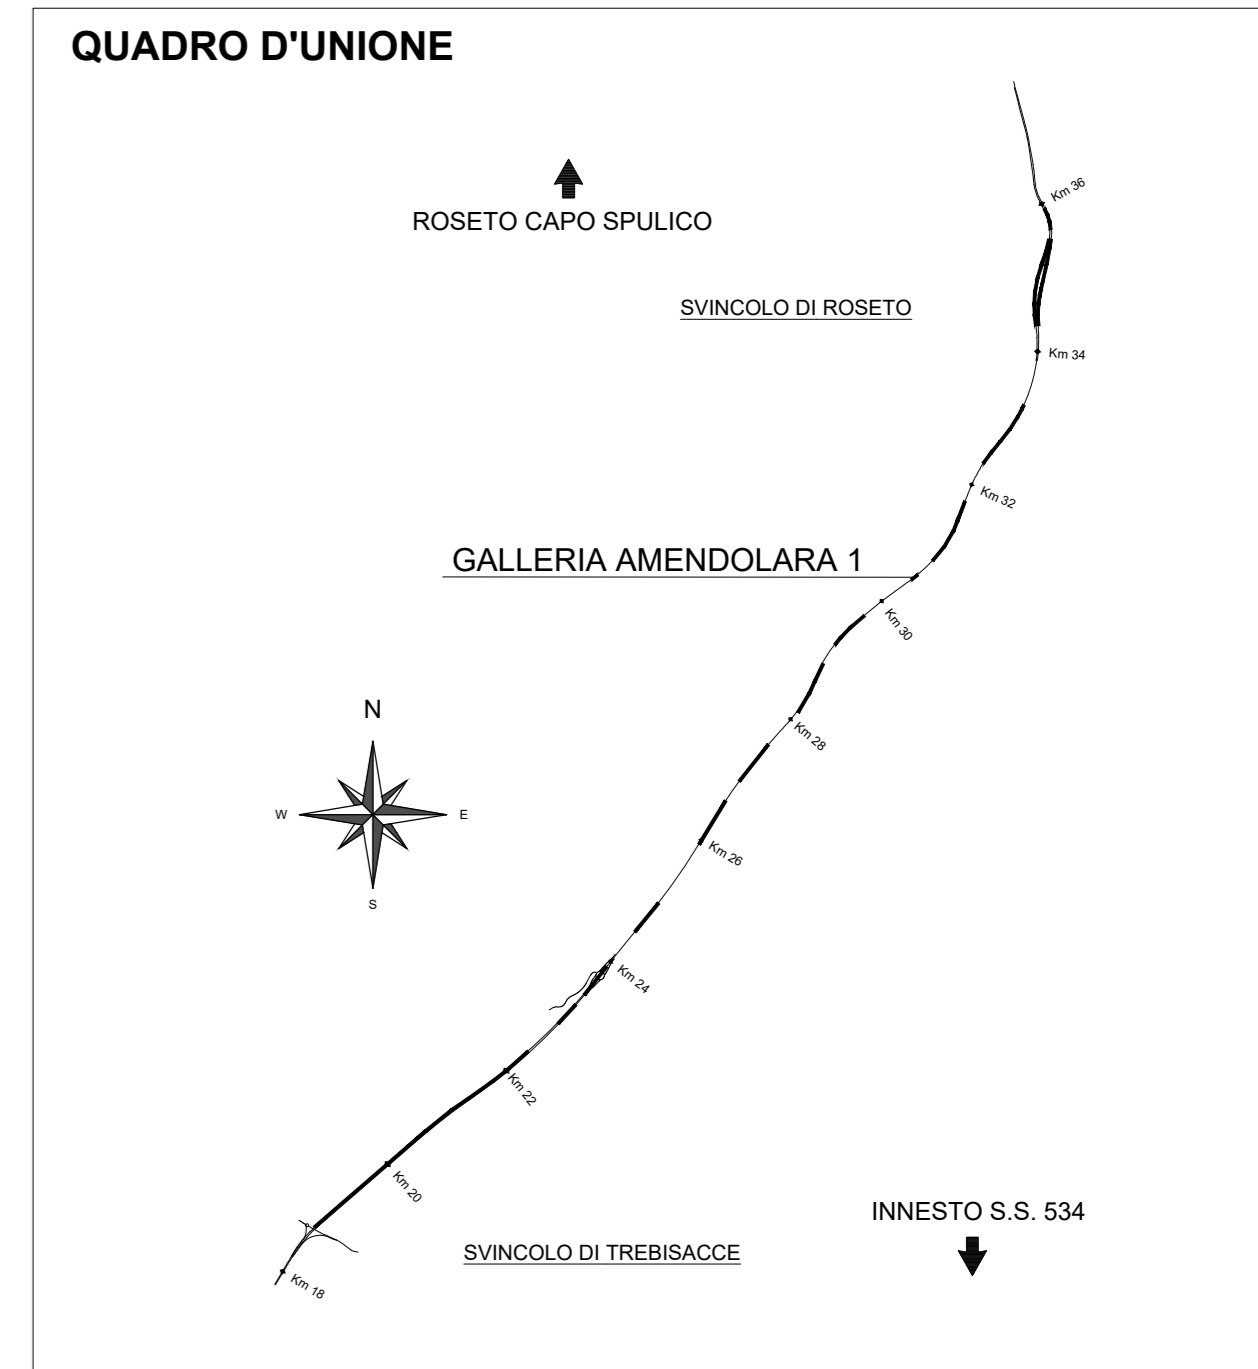 QUADRO D'UNIONE
ROSETO CAPO SPULICO
Km 36
SVINCOLO DI ROSETO
Km 34
Km 32
GALLERIA AMENDOLARA 1
Km 30
N
Km 28
W
E
Km 26
S
Km 24
Km 22
Km 20
INNESTO S.S. 534
SVINCOLO DI TREBISACCE
Km 18